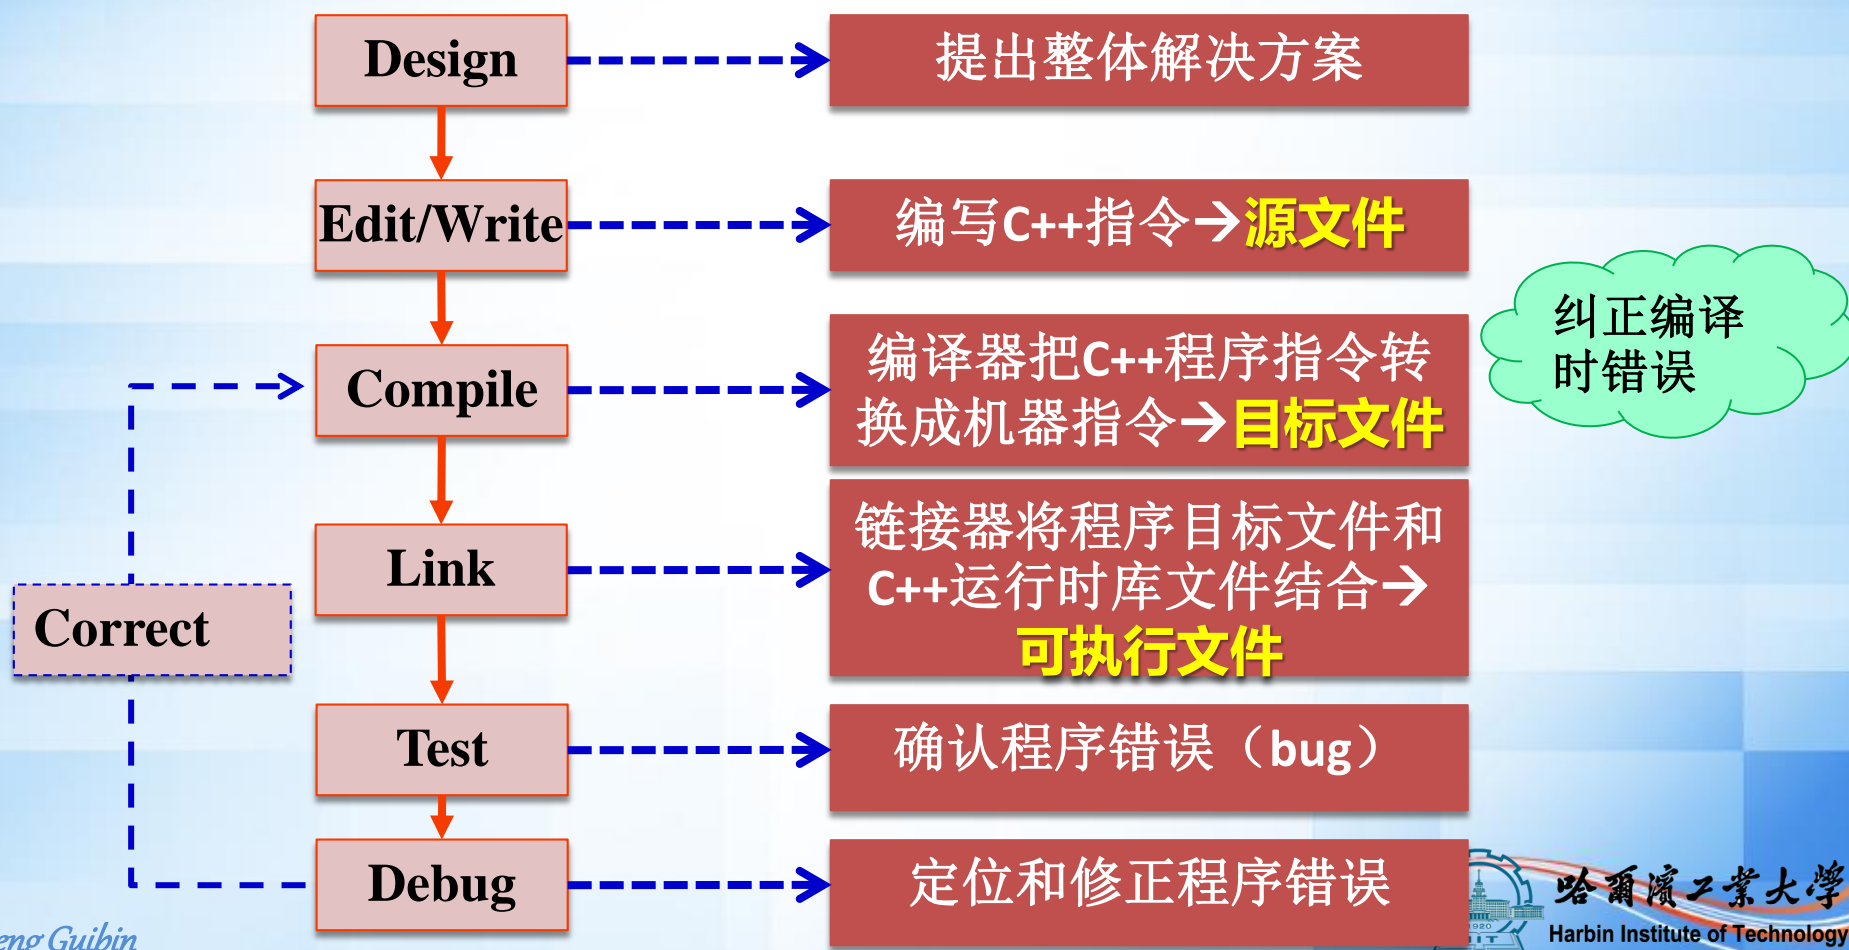 Design
提出整体解决方案
Edit/Write
编写C++指令→源文件
纠正编译
时错误
Compile
编译器把C++程序指令转
换成机器指令→目标文件
Link
链接器将程序目标文件和
C++运行时库文件结合→
可执行文件
Correct
Test
确认程序错误（bug）
Debug
定位和修正程序错误
哈爾濱工業大學
Harbin Institute of Technology
1920
HIT
Guibin